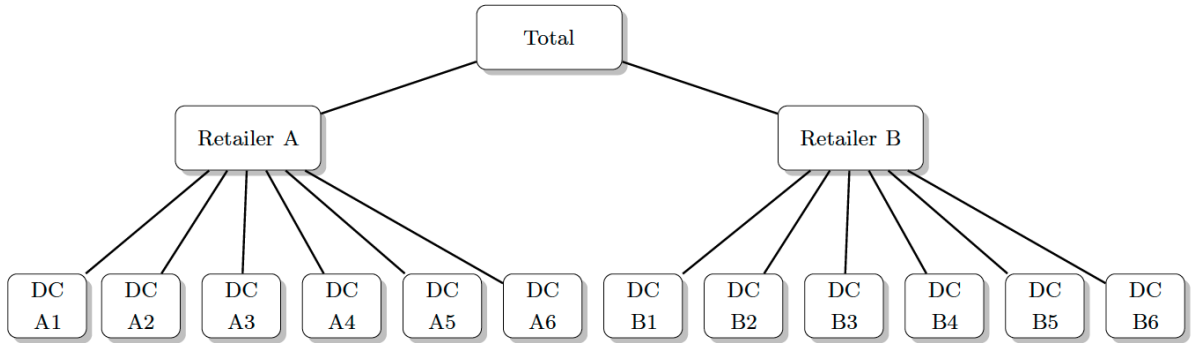 Total
Retailer A
Retailer B
DC
A1
DC
A2
DC
A3
DC
A4
DC
A5
DC
A6
DC
B1
DC
B2
DC
B3
DC
B4
DC
B5
DC
B6